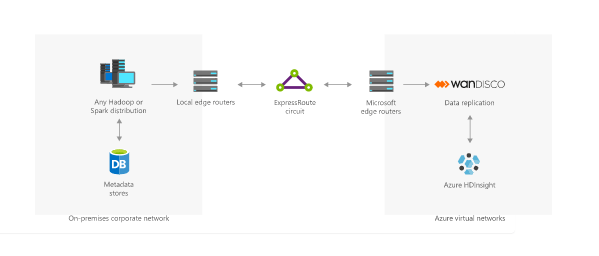 WANDISCO
Any Hadoop or
Spark distribution
Local edge routers
ExpressRoute
circuit
Microsoft
edge routers
Data replication
DB
Metadata
stores
Azure HDInsight
On-premises corporate network
Azure virtual networks